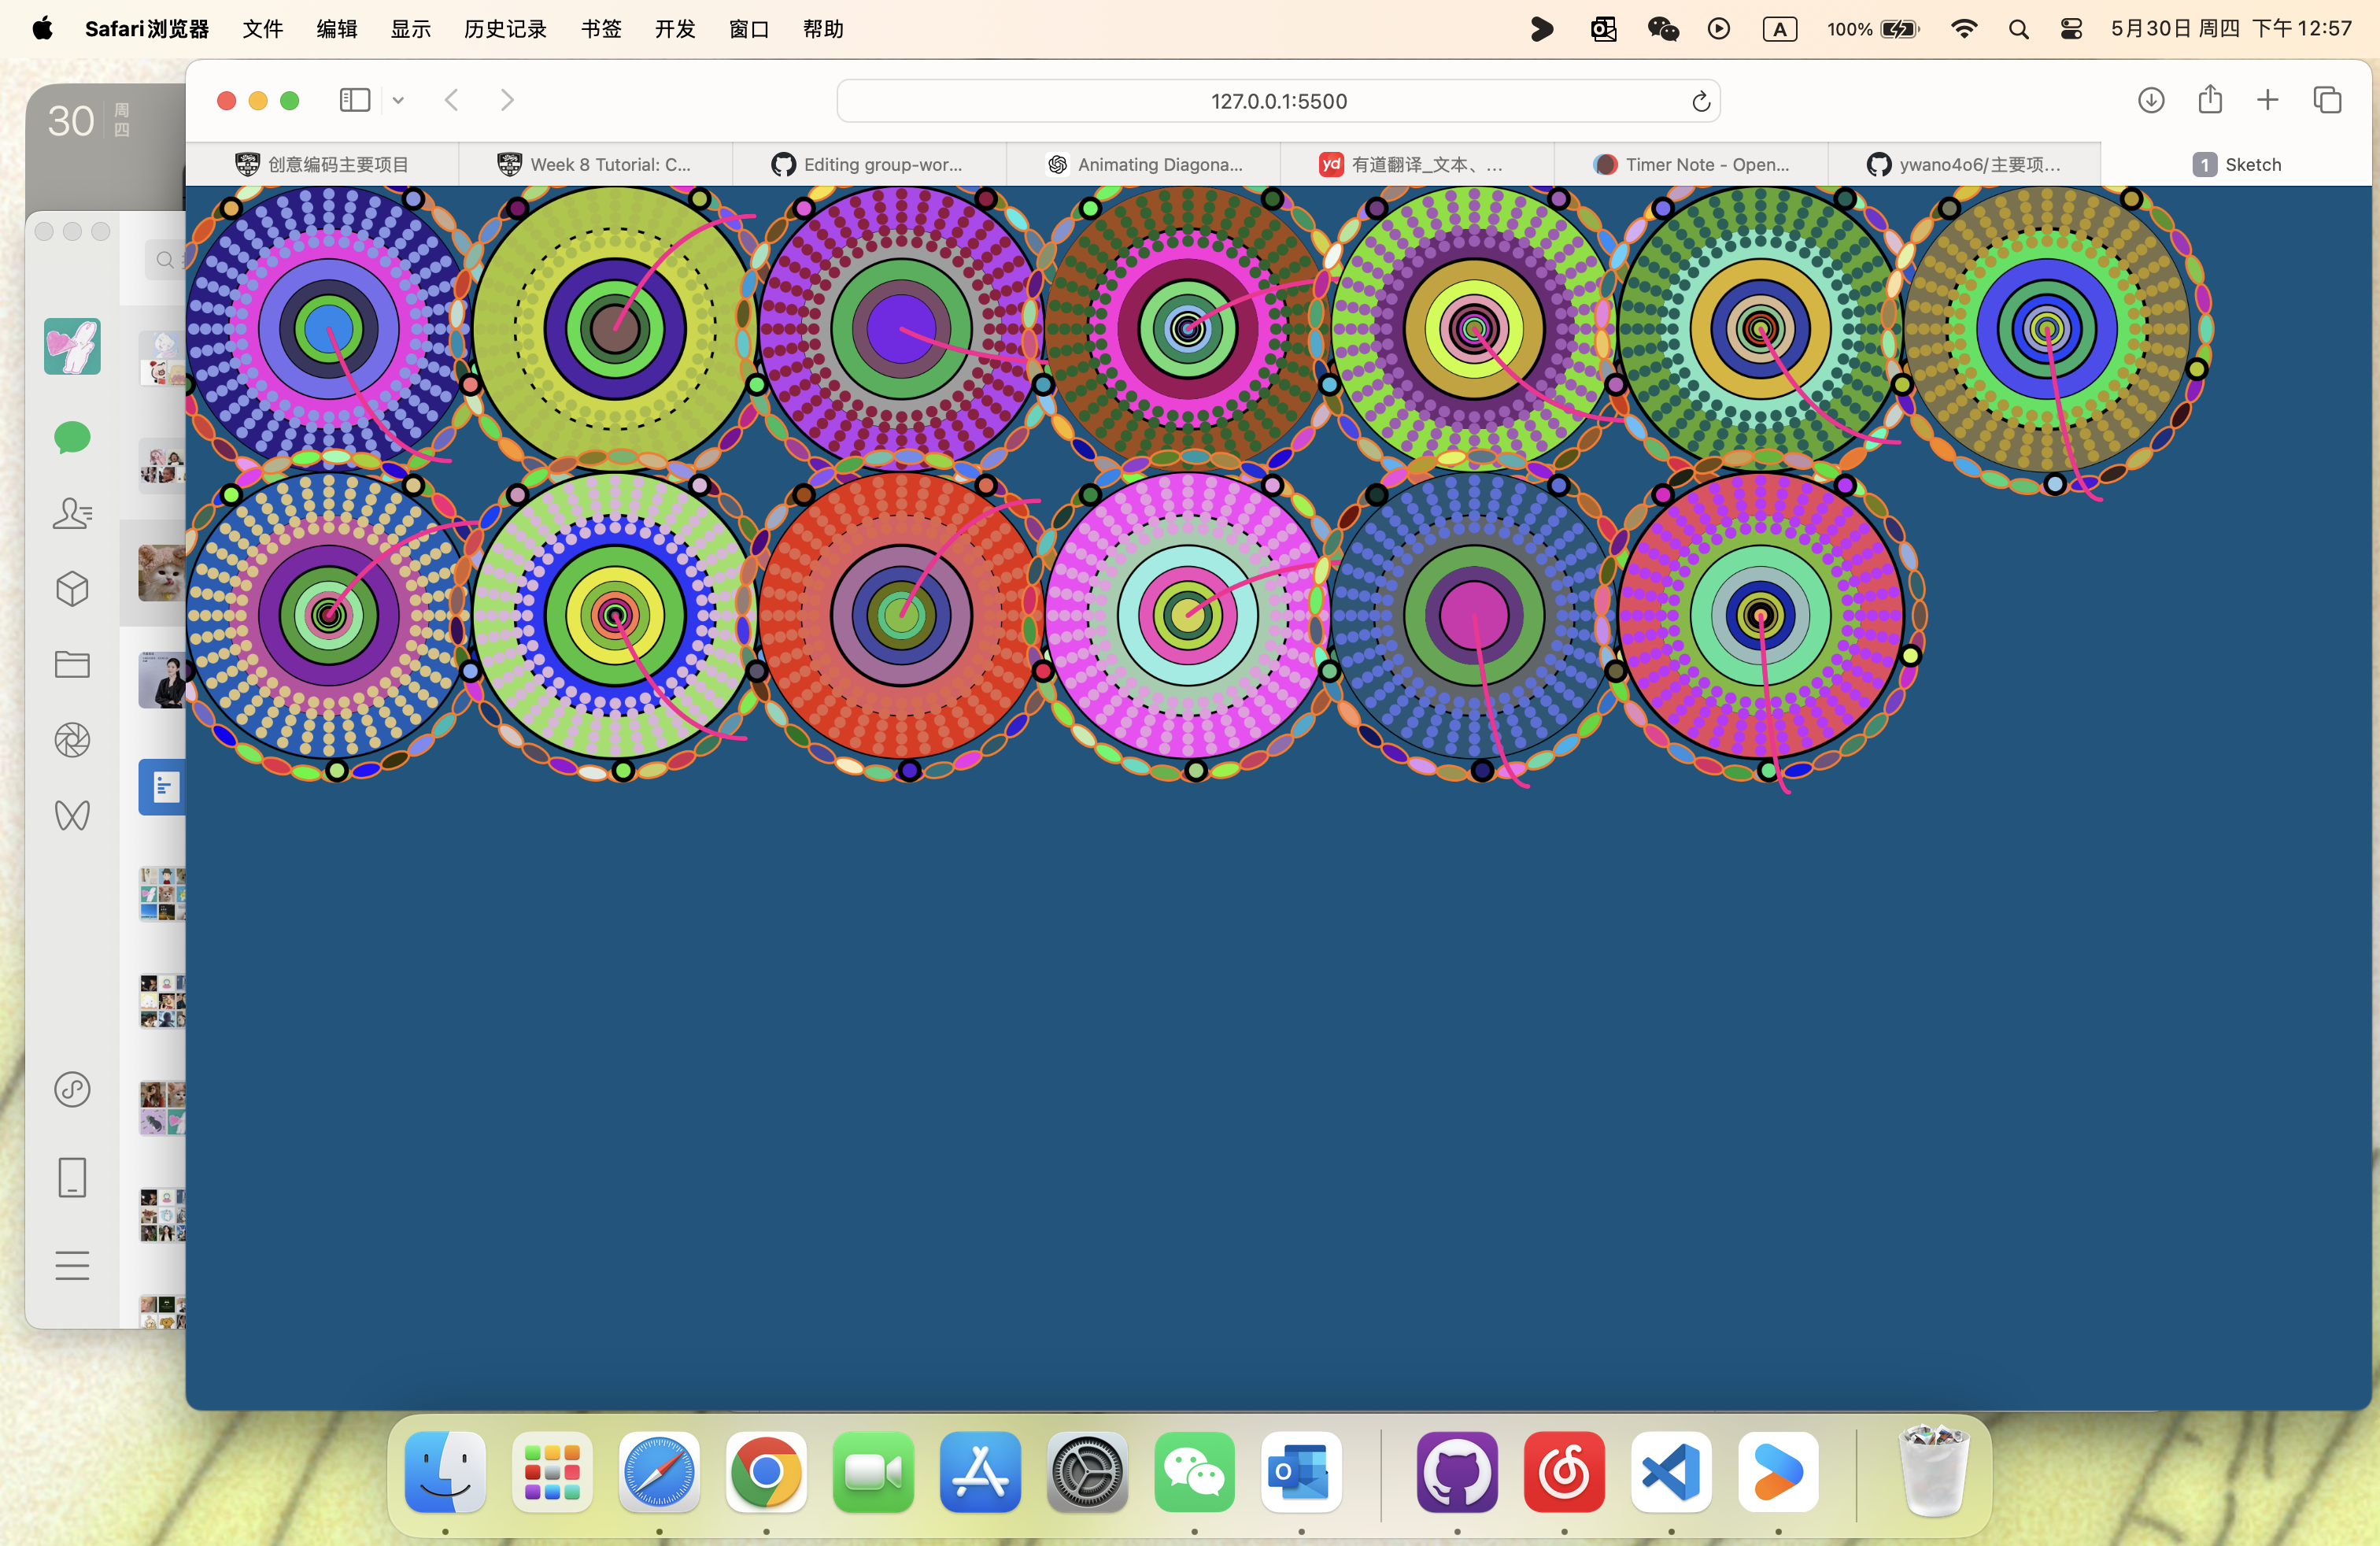 Safari浏览器 文件 编辑 显示 历史记录 书签 开发 窗口 帮助 A 100% 5月30日 周四 下午12:57
30 周四
127.0.0.1:5500
创意编码主要项目 Week 8 Tutorial: C... Editing group-wor... Animating Diagona... yd 有道翻译_文本、... Timer Note - Open... ywano4o6/主要项... 1 Sketch